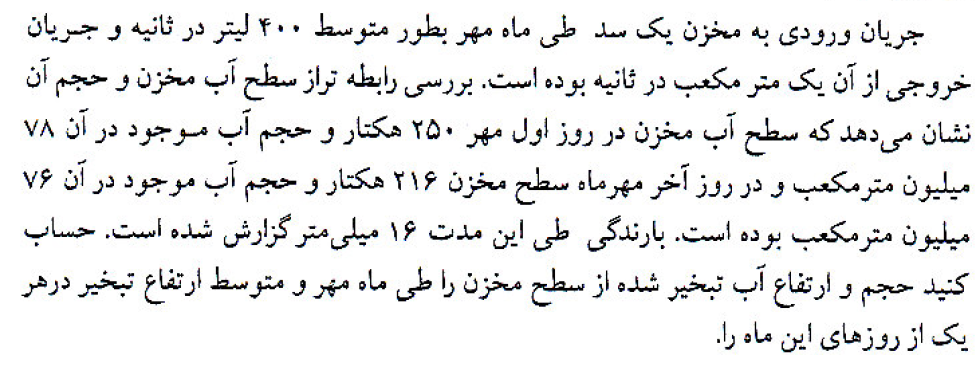 جریان ورودی به مخزن یک سد طی ماه مهر بطور متوسط ۴۰۰ لیتر در ثانیه و جـریان
خروجی از آن یک متر مکعب در ثانیه بوده است. بررسی رابطه تراز سطح آب مخزن و حجم آن
نشان می‌دهد که سطح آب مخزن در روز اول مهر ۲۵۰ هکتار و حجم آب مـوجود در آن ۷۸
میلیون مترمکعب و در روز آخر مهرماه سطح مخزن ۲۱۶ هکتار و حجم آب موجود در آن ۷۶
میلیون مترمکعب بوده است. بارندگی طی این مدت ۱۶ میلی‌متر گزارش شده است. حساب
کنید حجم و ارتفاع آب تبخیر شده از سطح مخزن را طی ماه مهر و متوسط ارتفاع تبخیر درهر
یک از روزهای این ماه را.